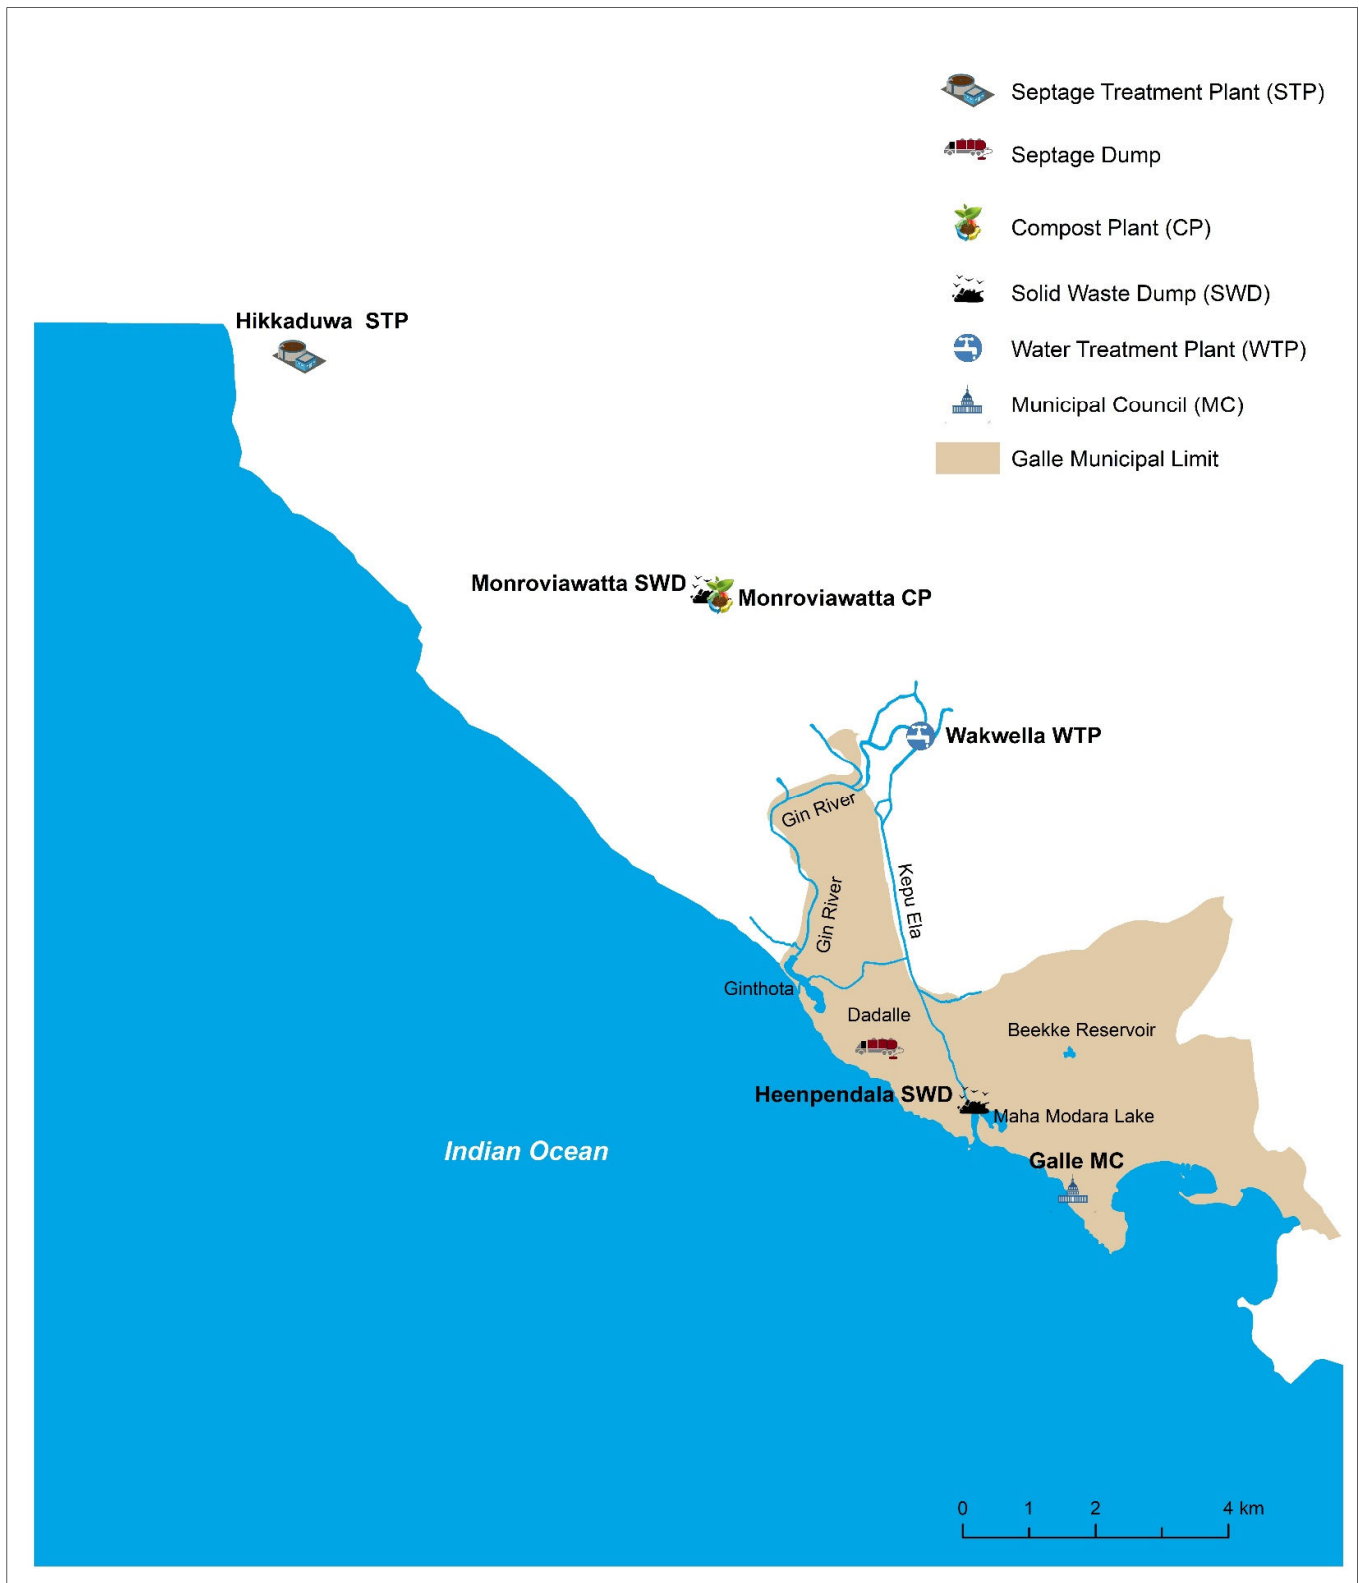 Septage Treatment Plant (STP)
Septage Dump
Compost Plant (CP)
Solid Waste Dump (SWD)
Water Treatment Plant (WTP)
Municipal Council (MC)
Galle Municipal Limit
Hikkaduwa STP
Monroviawatta SWD
Monroviawatta CP
Wakwella WTP
Gin River
Kepu Ela
Gin River
Ginthota
Dadalle
Beekke Reservoir
Heenpendala SWD
Maha Modara Lake
Indian Ocean
Galle MC
0 1 2 4 km